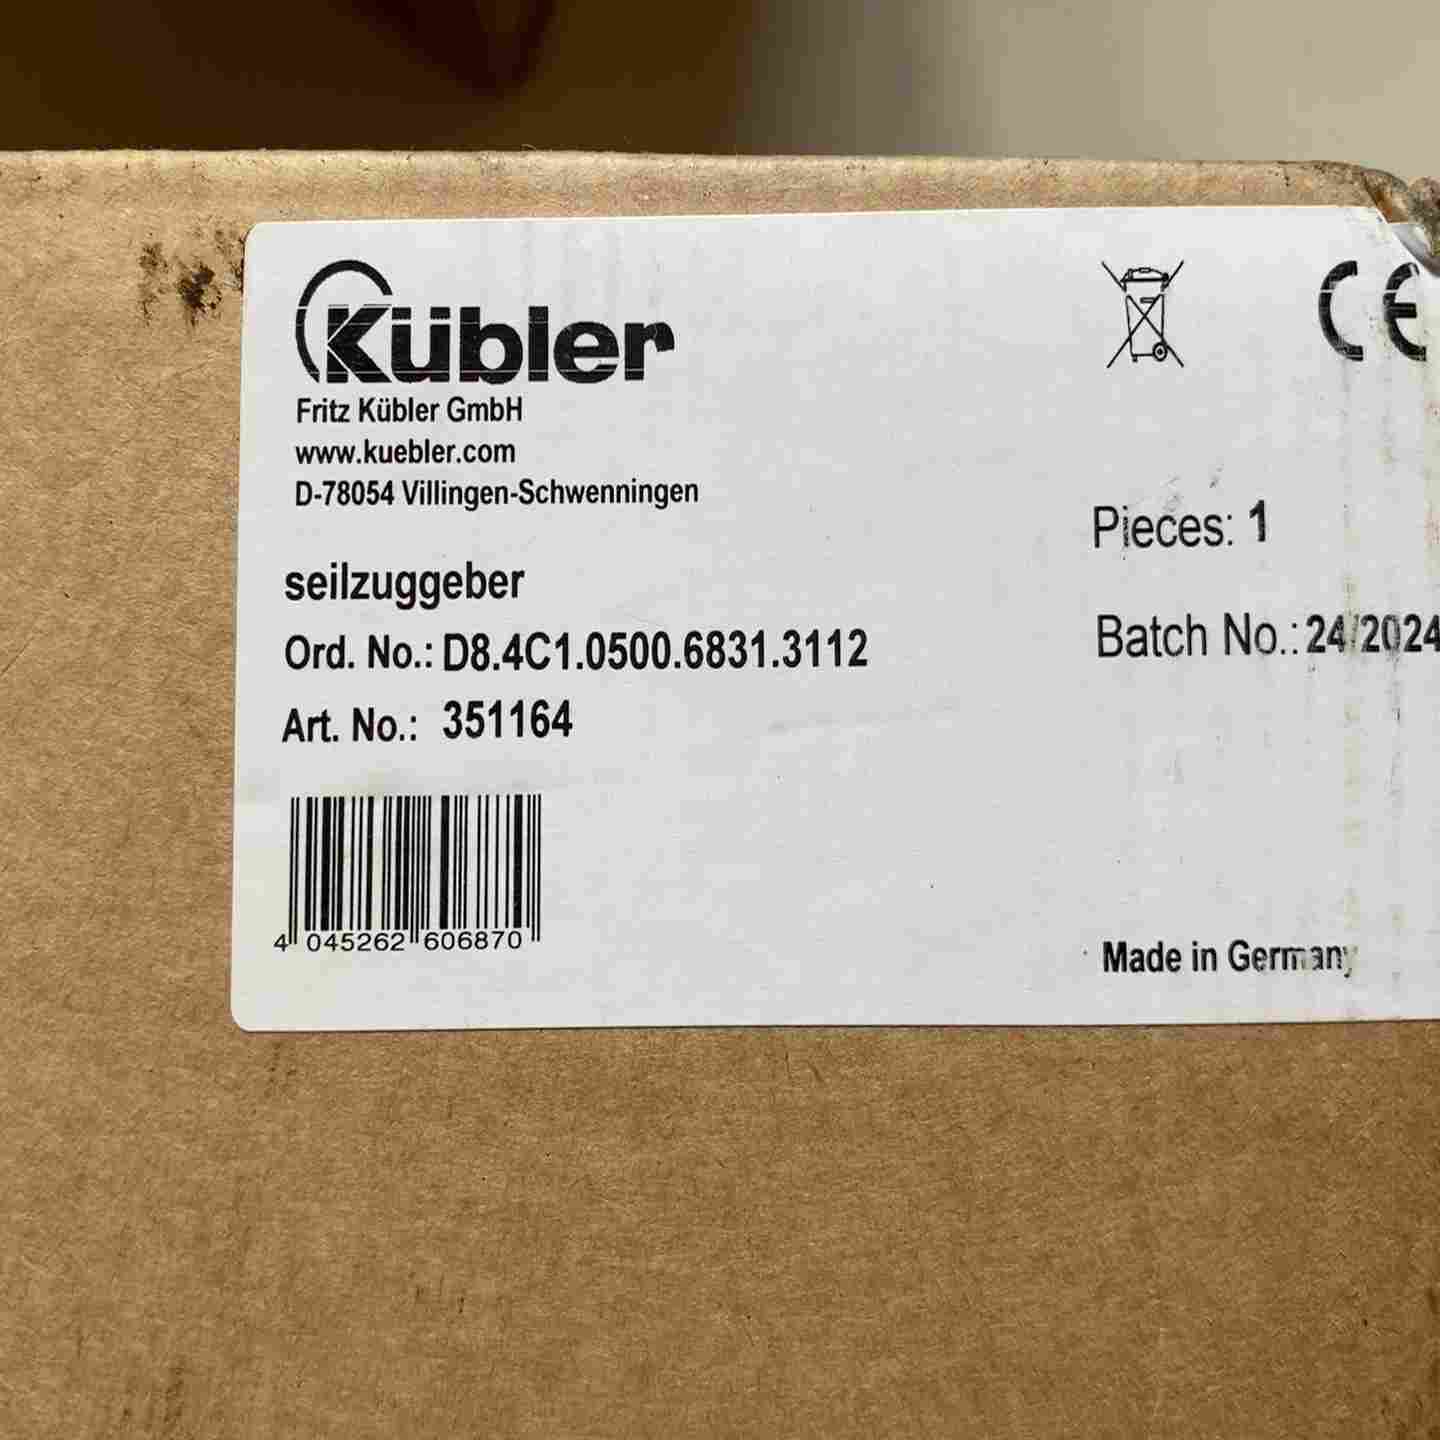 Kübler
Fritz Kübler GmbH
www.kuebler.com
D-78054 Villingen-Schwenningen
CE
Pieces: 1
seilzuggeber
Ord. No.: D8.4C1.0500.6831.3112
Batch No.: 24/2024
Art. No.: 351164
4 045262 606870
Made in Germany